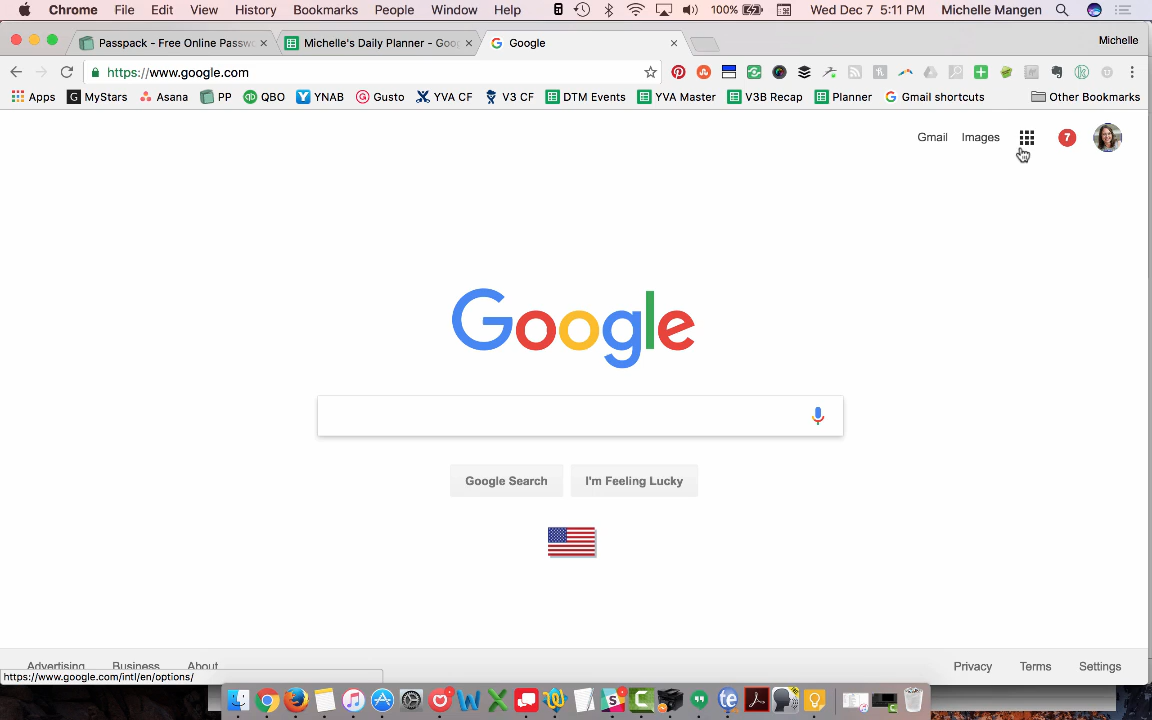 Chrome File Edit View History Bookmarks People Window Help 100% Wed Dec 7 5:11 PM Michelle Mangen
Passpack - Free Online Passw Michelle's Daily Planner - Goo Google Michelle
https://www.google.com
Apps MyStars Asana PP QBO YNAB Gusto YVA CF V3 CF DTM Events YVA Master V3B Recap Planner Gmail shortcuts Other Bookmarks
Gmail Images 7
Google
Google Search I'm Feeling Lucky
Advertising Business About Privacy Terms Settings
https://www.google.com/intl/en/options/